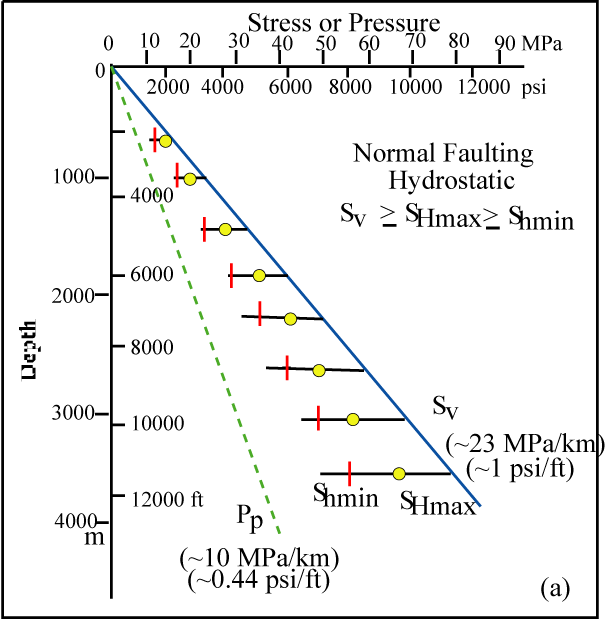 Stress or Pressure
0 10 20 30 40 50 60 70 80 90 MPa
0 2000 4000 6000 8000 10000 12000 psi
Normal Faulting
Hydrostatic
Sv ≥ SHmax ≥ Shmin
1000
4000
6000
2000
8000
Depth
3000
10000
Sv
(~23 MPa/km)
(~1 psi/ft)
12000 ft
Shmin
SHmax
4000
m
Pp
(~10 MPa/km)
(~0.44 psi/ft)
(a)